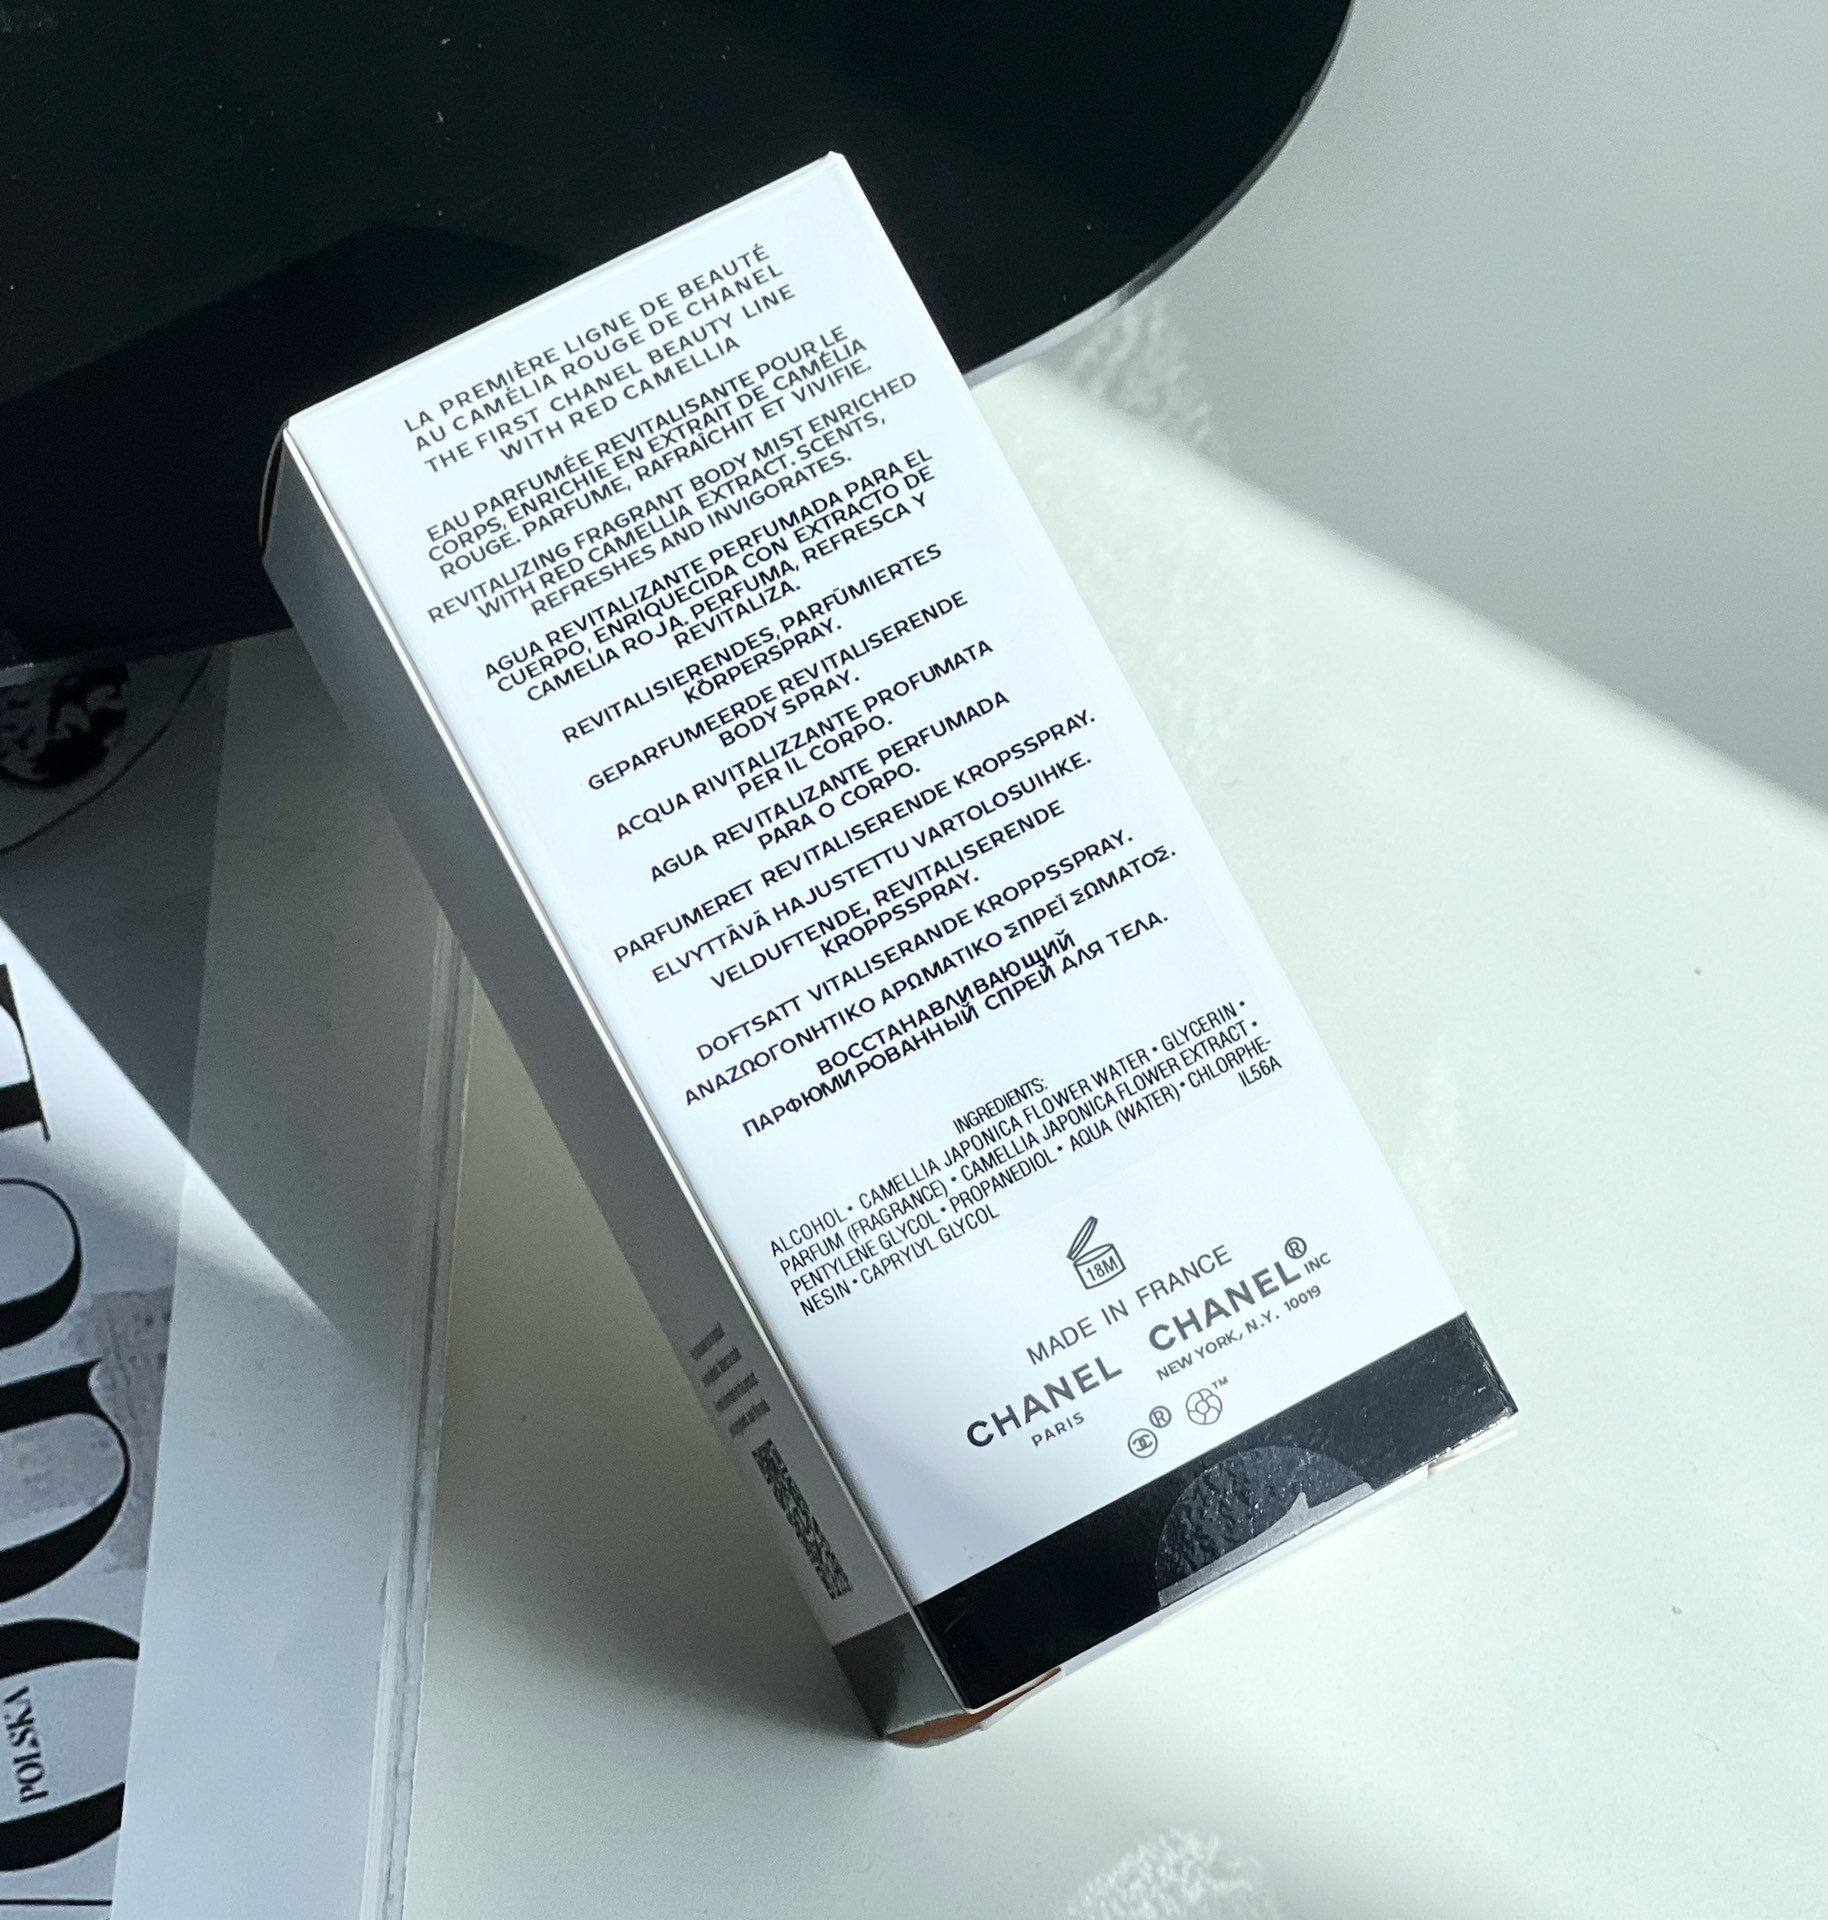 LA PREMIÈRE LIGNE DE BEAUTÉ
AU CAMÉLIA ROUGE DE CHANEL
THE FIRST CHANEL BEAUTY LINE
WITH RED CAMELLIA
EAU PARFUMÉE REVITALISANTE POUR LE
CORPS, ENRICHIE EN EXTRAIT DE CAMÉLIA
ROUGE. PARFUME, RAFRAÎCHIT ET VIVIFIE.
REVITALIZING FRAGRANT BODY MIST ENRICHED
WITH RED CAMELLIA EXTRACT. SCENTS,
REFRESHES AND INVIGORATES.
AGUA REVITALIZANTE PERFUMADA PARA EL
CUERPO, ENRIQUECIDA CON EXTRACTO DE
CAMELIA ROJA. PERFUMA, REFRESCA Y
REVITALIZA.
REVITALISIERENDES, PARFÜMIERTES
KÖRPERSPRAY.
GEPARFUMEERDE REVITALISERENDE
BODY SPRAY.
ACQUA RIVITALIZZANTE PROFUMATA
PER IL CORPO.
AGUA REVITALIZANTE PERFUMADA
PARA O CORPO.
PARFUMERET REVITALISERENDE KROPSSPRAY.
ELVYTTÄVÄ HAJUSTETTU VARTOLOSUIHKE.
VELDUFTENDE, REVITALISERENDE
KROPPSSPRAY.
DOFTSATT VITALISERANDE KROPPSSPRAY.
ΑΝΑΖΩΟΓΟΝΗΤΙΚΟ ΑΡΩΜΑΤΙΚΟ ΣΠΡΕΪ ΣΩΜΑΤΟΣ.
ВОССТАНАВЛИВАЮЩИЙ
ПАРФЮМИРОВАННЫЙ СПРЕЙ ДЛЯ ТЕЛА.
INGREDIENTS:
ALCOHOL • CAMELLIA JAPONICA FLOWER WATER • GLYCERIN •
PARFUM (FRAGRANCE) • CAMELLIA JAPONICA FLOWER EXTRACT •
PENTYLENE GLYCOL • PROPANEDIOL • AQUA (WATER) • CHLORPHE-
NESIN • CAPRYLYL GLYCOL
IL56A
18M
MADE IN FRANCE
CHANEL
PARIS
CHANEL® INC
NEW YORK, N.Y. 10019
® ™
POLSKA